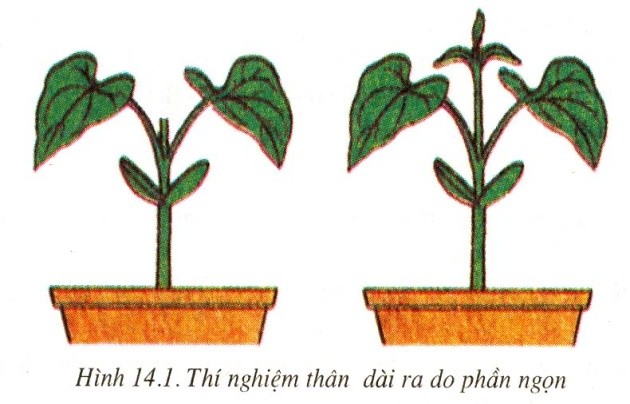 Hình 14.1. Thí nghiệm thân dài ra do phần ngọn